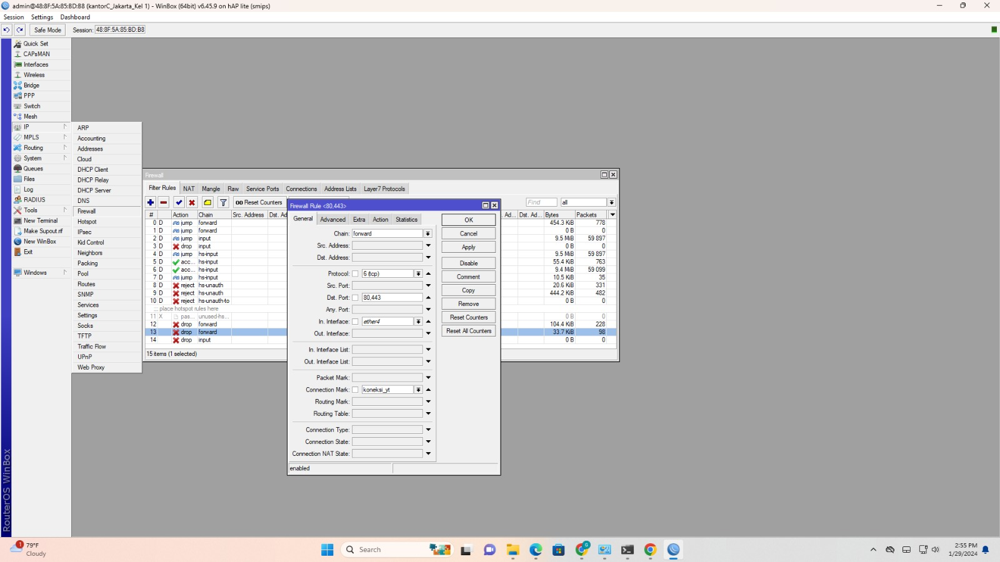 admin@48:8F:5A:85:BD:B8 (kantorC_Jakarta_Kel 1) - WinBox (64bit) v6.45.9 on hAP lite (smips)
Session Settings Dashboard
Safe Mode Session: 48:8F:5A:85:BD:B8
Quick Set
CAPsMAN
Interfaces
Wireless
Bridge
PPP
Switch
Mesh
IP
MPLS
Routing
System
Queues
Files
Log
RADIUS
Tools
New Terminal
Make Supout.rif
New WinBox
Exit
Windows
RouterOS WinBox
ARP
Accounting
Addresses
Cloud
DHCP Client
DHCP Relay
DHCP Server
DNS
Firewall
Hotspot
IPsec
Kid Control
Neighbors
Packing
Pool
Routes
SNMP
Services
Settings
Socks
TFTP
Traffic Flow
UPnP
Web Proxy
Firewall
Filter Rules NAT Mangle Raw Service Ports Connections Address Lists Layer7 Protocols
00 Reset Counters Find all
# Action Chain Src. Address Dst. Ad . Ad... Dst. Ad... Bytes Packets
0 D jump forward 454.3 KiB 778
1 D jump forward 0 B 0
2 D jump input 9.5 MiB 59 897
3 D drop input 0 B 0
4 D jump hs-input 9.5 MiB 59 897
5 D acc... hs-input 55.4 KiB 763
6 D acc... hs-input 9.4 MiB 59 099
7 D jump hs-input 10.5 KiB 35
8 D reject hs-unauth 20.6 KiB 331
9 D reject hs-unauth 444.2 KiB 482
10 D reject hs-unauth-to 0 B 0
::: place hotspot rules here
11 X pas... unused-hs... 0 B 0
12 drop forward 104.4 KiB 228
13 drop forward 33.7 KiB 98
14 drop input 0 B 0
15 items (1 selected)
Firewall Rule <80,443>
General Advanced Extra Action Statistics
Chain: forward
Src. Address:
Dst. Address:
Protocol: 6 (tcp)
Src. Port:
Dst. Port: 80,443
Any. Port:
In. Interface: ether4
Out. Interface:
In. Interface List:
Out. Interface List:
Packet Mark:
Connection Mark: koneksi_yt
Routing Mark:
Routing Table:
Connection Type:
Connection State:
Connection NAT State:
enabled
OK
Cancel
Apply
Disable
Comment
Copy
Remove
Reset Counters
Reset All Counters
1
79°F
Cloudy
Search
G
2:55 PM
1/29/2024